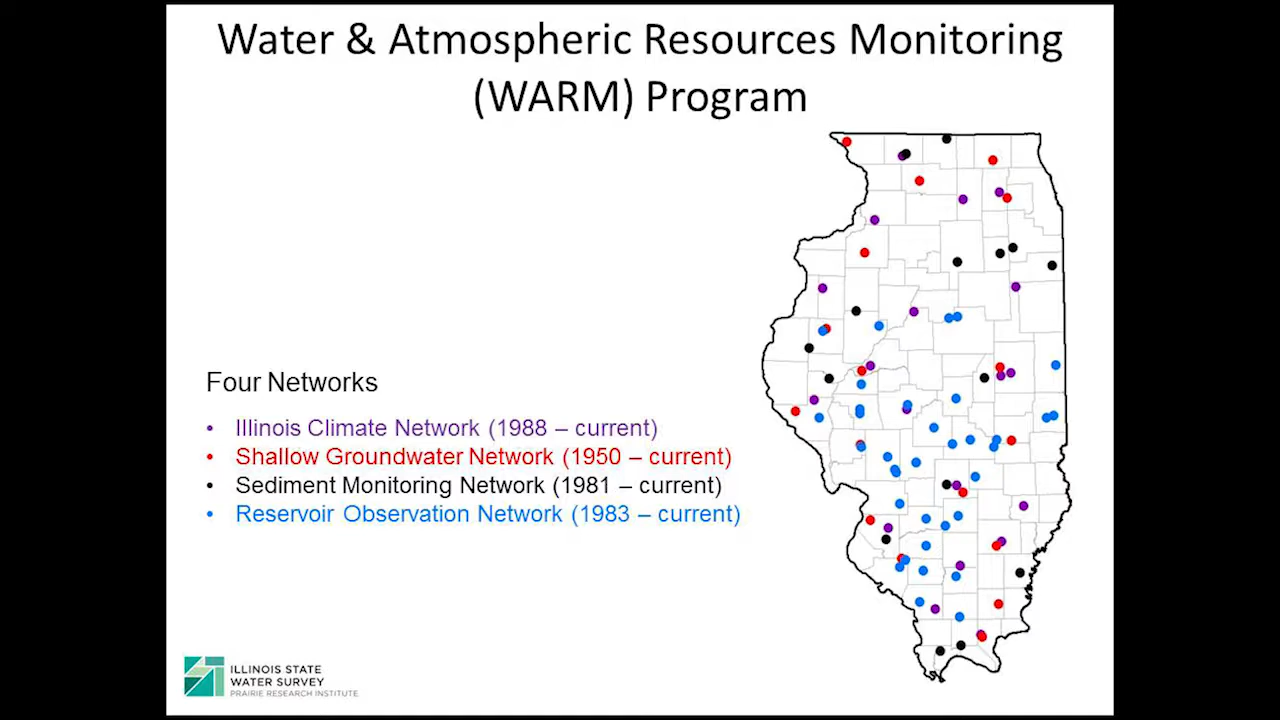 Water & Atmospheric Resources Monitoring
(WARM) Program
Four Networks
• Illinois Climate Network (1988 – current)
• Shallow Groundwater Network (1950 – current)
• Sediment Monitoring Network (1981 – current)
• Reservoir Observation Network (1983 – current)
ILLINOIS STATE
WATER SURVEY
PRAIRIE RESEARCH INSTITUTE